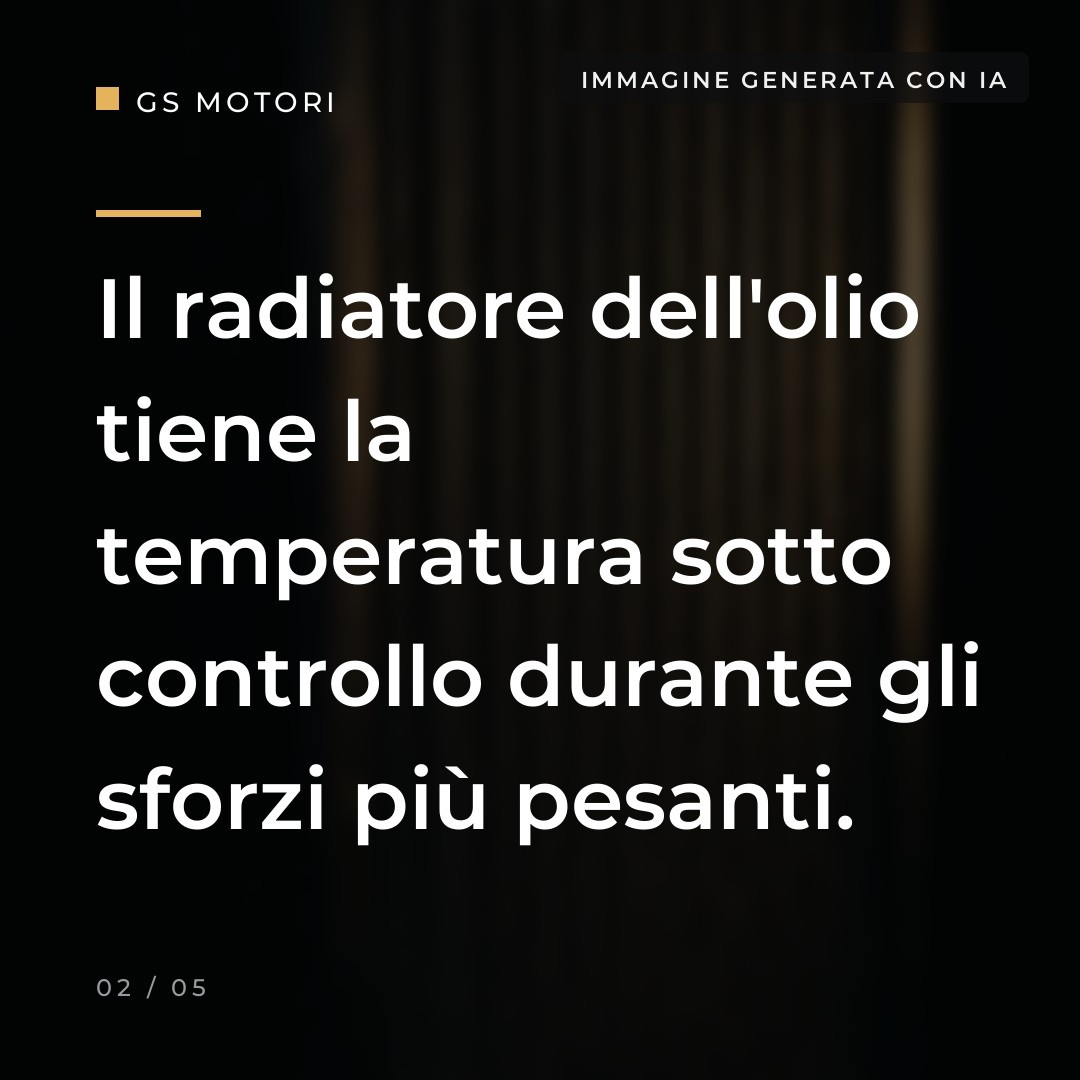 GS MOTORI
IMMAGINE GENERATA CON IA
Il radiatore dell'olio
tiene la
temperatura sotto
controllo durante gli
sforzi più pesanti.
02 / 05